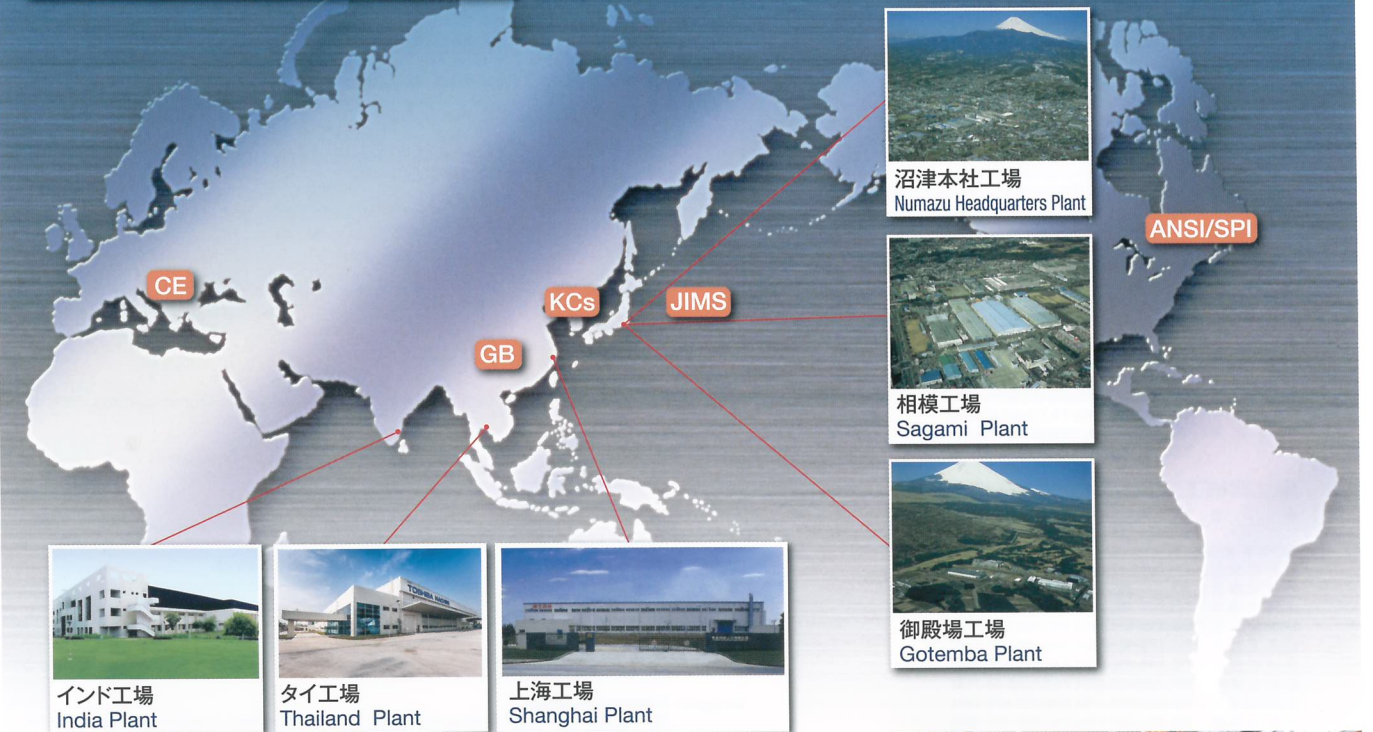 沼津本社工場
Numazu Headquarters Plant
ANSI/SPI
CE
KCs
JIMS
GB
相模工場
Sagami Plant
御殿場工場
Gotemba Plant
TOSHIBA MACHINE
インド工場
India Plant
タイ工場
Thailand Plant
上海工場
Shanghai Plant